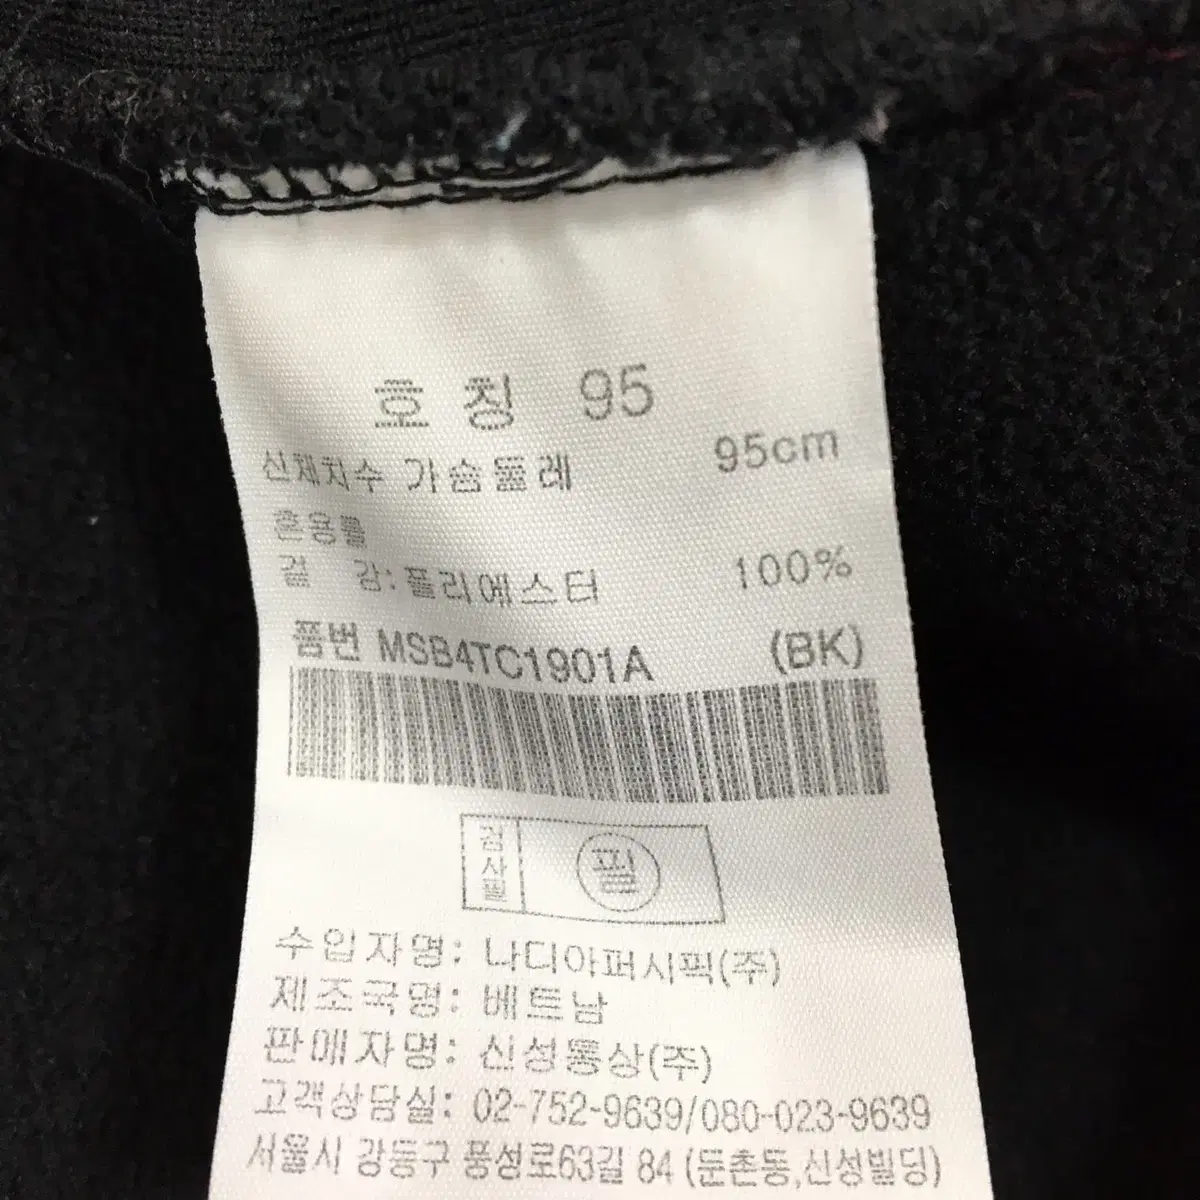 호 칭 95
신체치수 가슴둘레 95cm
혼용률
겉 감: 폴리에스터 100%
품번 MSB4TC1901A (BK)
검사필 필
수입자명: 나디아퍼시픽(주)
제조국명: 베트남
판매자명: 신성통상(주)
고객상담실: 02-752-9639/080-023-9639
서울시 강동구 풍성로63길 84 (둔촌동,신성빌딩)